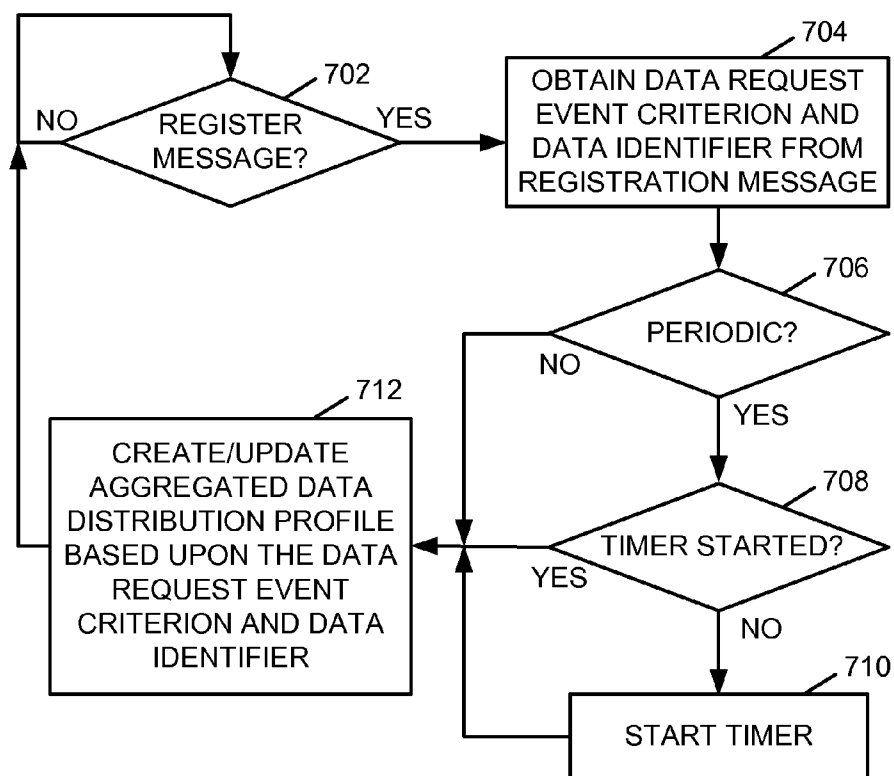 702
NO
REGISTER
MESSAGE?
YES
704
OBTAIN DATA REQUEST
EVENT CRITERION AND
DATA IDENTIFIER FROM
REGISTRATION MESSAGE
706
PERIODIC?
NO
YES
708
TIMER STARTED?
YES
NO
710
START TIMER
712
CREATE/UPDATE
AGGREGATED DATA
DISTRIBUTION PROFILE
BASED UPON THE DATA
REQUEST EVENT
CRITERION AND DATA
IDENTIFIER